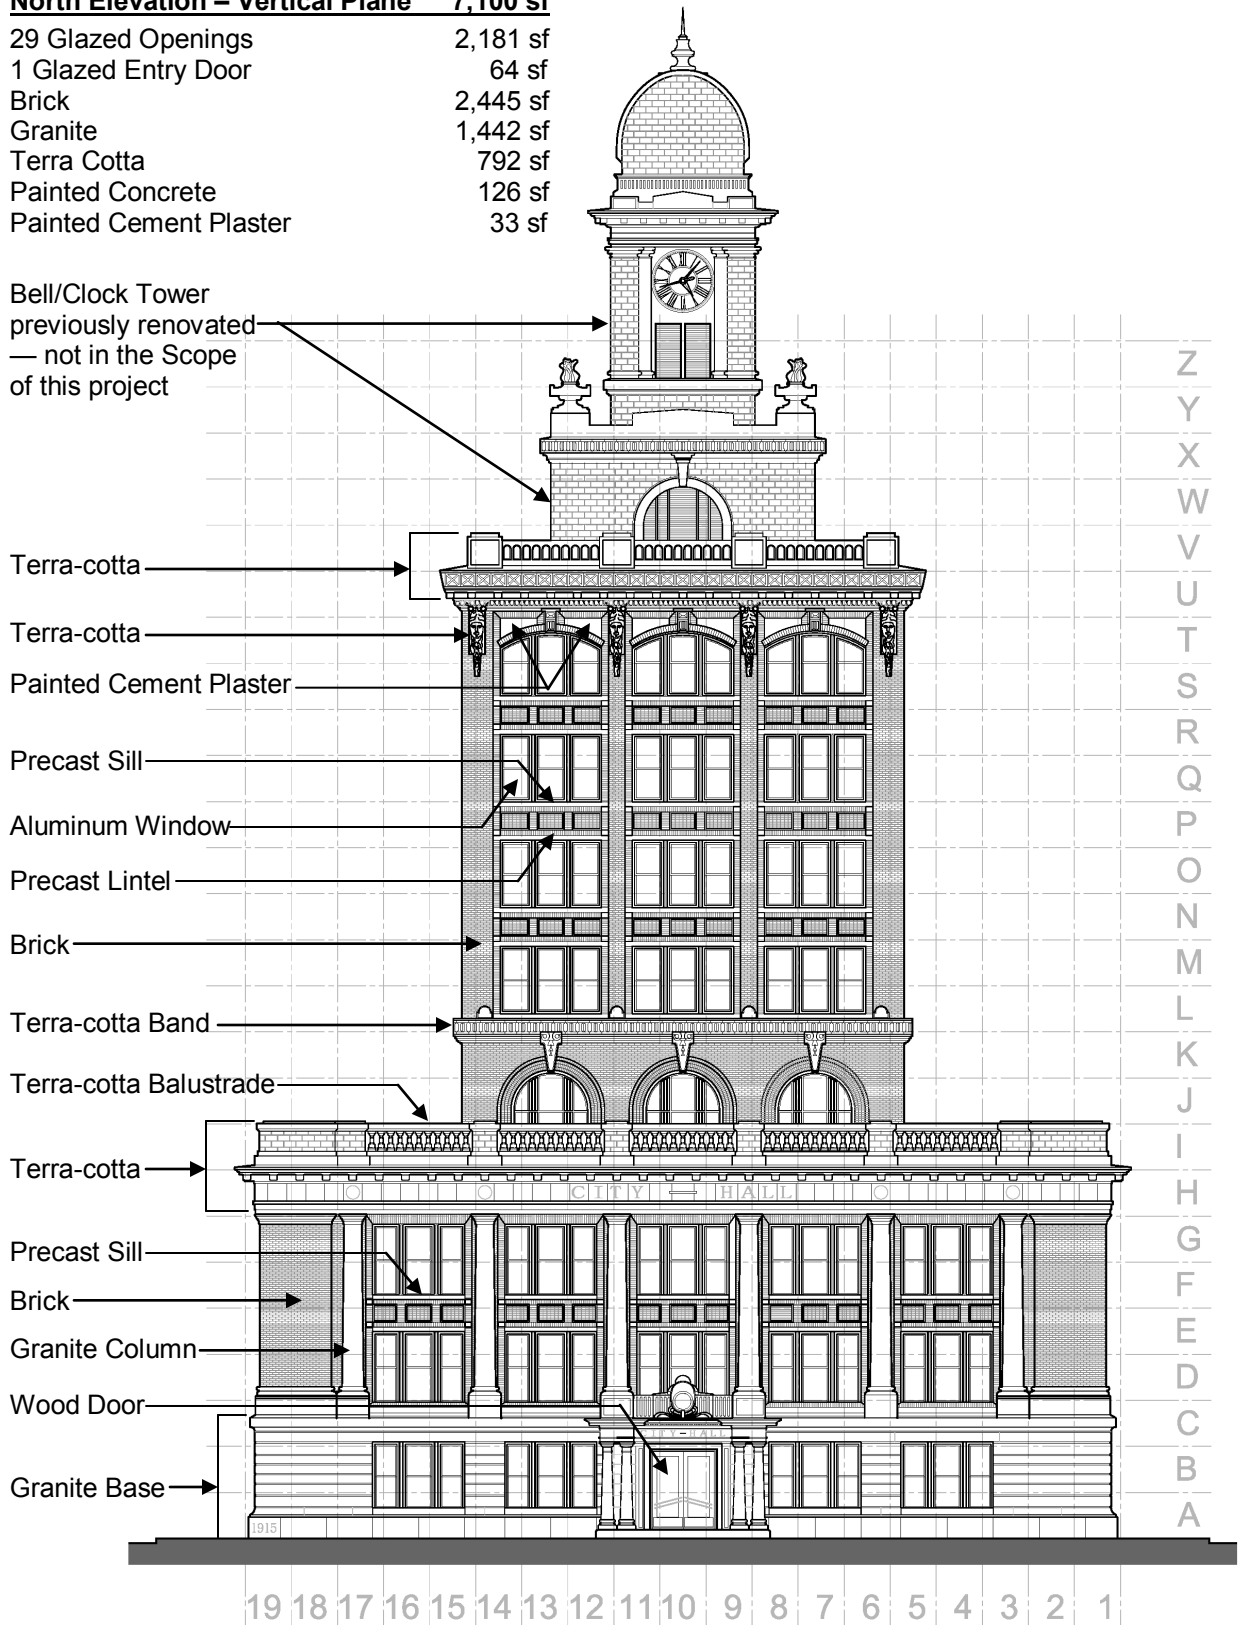 North Elevation – Vertical Plane 7,100 sf
29 Glazed Openings 2,181 sf
1 Glazed Entry Door 64 sf
Brick 2,445 sf
Granite 1,442 sf
Terra Cotta 792 sf
Painted Concrete 126 sf
Painted Cement Plaster 33 sf
Bell/Clock Tower
previously renovated
— not in the Scope
of this project
Z
Y
X
W
V
Terra-cotta
U
Terra-cotta
T
Painted Cement Plaster
S
R
Precast Sill
Q
Aluminum Window
P
Precast Lintel
O
N
Brick
M
L
Terra-cotta Band
K
Terra-cotta Balustrade
J
I
Terra-cotta
CITY — HALL
H
Precast Sill
G
F
Brick
E
Granite Column
D
Wood Door
C
CITY – HALL
B
Granite Base
A
1915
19 18 17 16 15 14 13 12 11 10 9 8 7 6 5 4 3 2 1